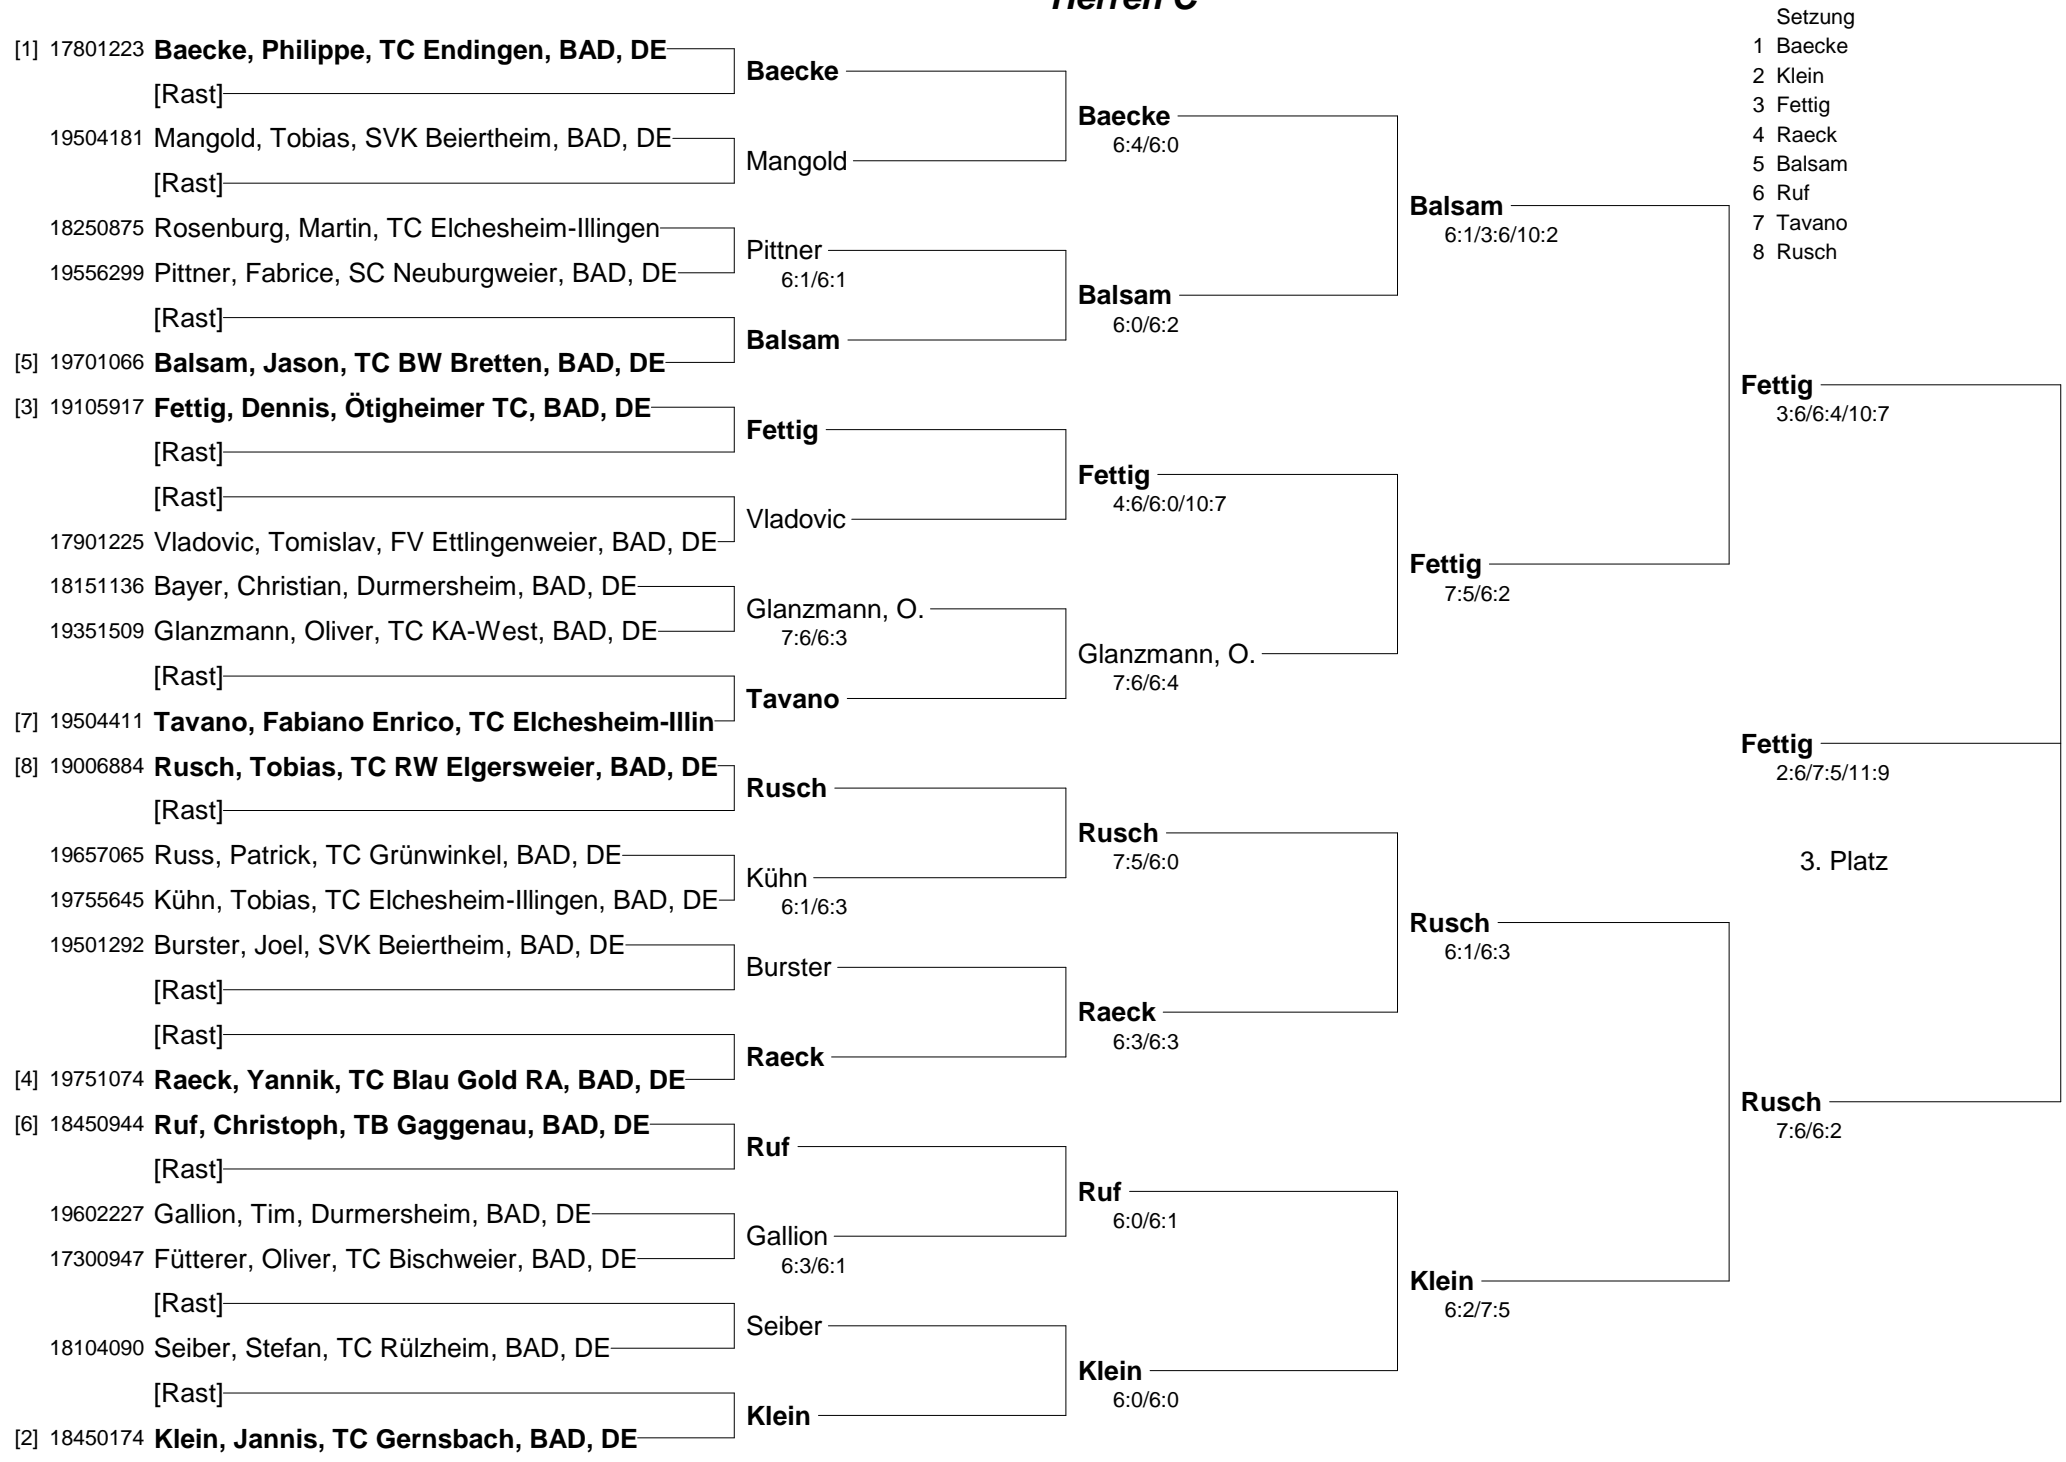 Herren C
[1] 17801223 Baecke, Philippe, TC Endingen, BAD, DE
[Rast]
19504181 Mangold, Tobias, SVK Beiertheim, BAD, DE
[Rast]
18250875 Rosenburg, Martin, TC Elchesheim-Illingen
19556299 Pittner, Fabrice, SC Neuburgweier, BAD, DE
[Rast]
[5] 19701066 Balsam, Jason, TC BW Bretten, BAD, DE
[3] 19105917 Fettig, Dennis, Ötigheimer TC, BAD, DE
[Rast]
[Rast]
17901225 Vladovic, Tomislav, FV Ettlingenweier, BAD, DE
18151136 Bayer, Christian, Durmersheim, BAD, DE
19351509 Glanzmann, Oliver, TC KA-West, BAD, DE
[Rast]
[7] 19504411 Tavano, Fabiano Enrico, TC Elchesheim-Illin
[8] 19006884 Rusch, Tobias, TC RW Elgersweier, BAD, DE
[Rast]
19657065 Russ, Patrick, TC Grünwinkel, BAD, DE
19755645 Kühn, Tobias, TC Elchesheim-Illingen, BAD, DE
19501292 Burster, Joel, SVK Beiertheim, BAD, DE
[Rast]
[Rast]
[4] 19751074 Raeck, Yannik, TC Blau Gold RA, BAD, DE
[6] 18450944 Ruf, Christoph, TB Gaggenau, BAD, DE
[Rast]
19602227 Gallion, Tim, Durmersheim, BAD, DE
17300947 Fütterer, Oliver, TC Bischweier, BAD, DE
[Rast]
18104090 Seiber, Stefan, TC Rülzheim, BAD, DE
[Rast]
[2] 18450174 Klein, Jannis, TC Gernsbach, BAD, DE
Baecke
Mangold
Pittner
6:1/6:1
Balsam
Fettig
Vladovic
Glanzmann, O.
7:6/6:3
Tavano
Rusch
Kühn
6:1/6:3
Burster
Raeck
Ruf
Gallion
6:3/6:1
Seiber
Klein
Baecke
6:4/6:0
Balsam
6:0/6:2
Fettig
4:6/6:0/10:7
Glanzmann, O.
7:6/6:4
Rusch
7:5/6:0
Raeck
6:3/6:3
Ruf
6:0/6:1
Klein
6:0/6:0
Balsam
6:1/3:6/10:2
Fettig
7:5/6:2
Rusch
6:1/6:3
Klein
6:2/7:5
Setzung
1 Baecke
2 Klein
3 Fettig
4 Raeck
5 Balsam
6 Ruf
7 Tavano
8 Rusch
Fettig
3:6/6:4/10:7
Fettig
2:6/7:5/11:9
3. Platz
Rusch
7:6/6:2